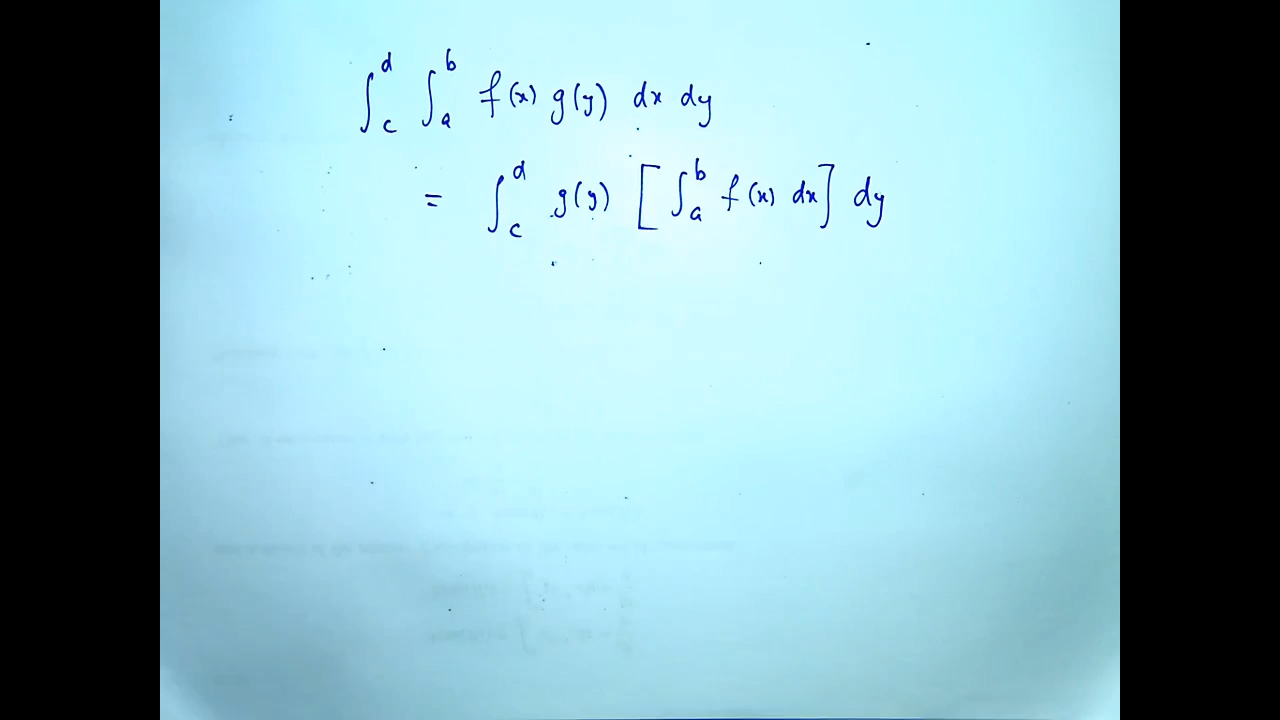 ∫_c^d ∫_a^b f(x) g(y) dx dy
= ∫_c^d g(y) [∫_a^b f(x) dx] dy